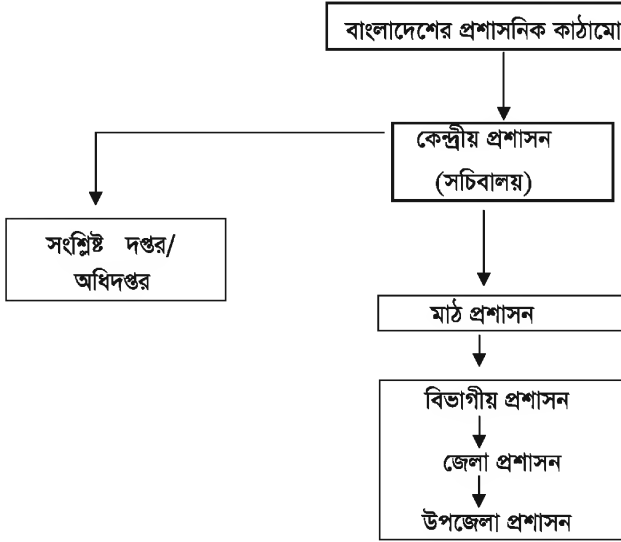 বাংলাদেশের প্রশাসনিক কাঠামো
কেন্দ্রীয় প্রশাসন
(সচিবালয়)
সংশ্লিষ্ট দপ্তর/
অধিদপ্তর
মাঠ প্রশাসন
বিভাগীয় প্রশাসন
জেলা প্রশাসন
উপজেলা প্রশাসন